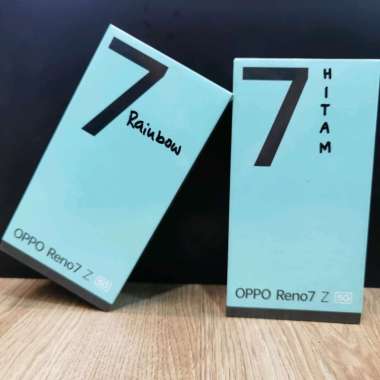 7
Rainbow
OPPO Reno7 Z 5G
7
HITAM
OPPO Reno7 Z 5G